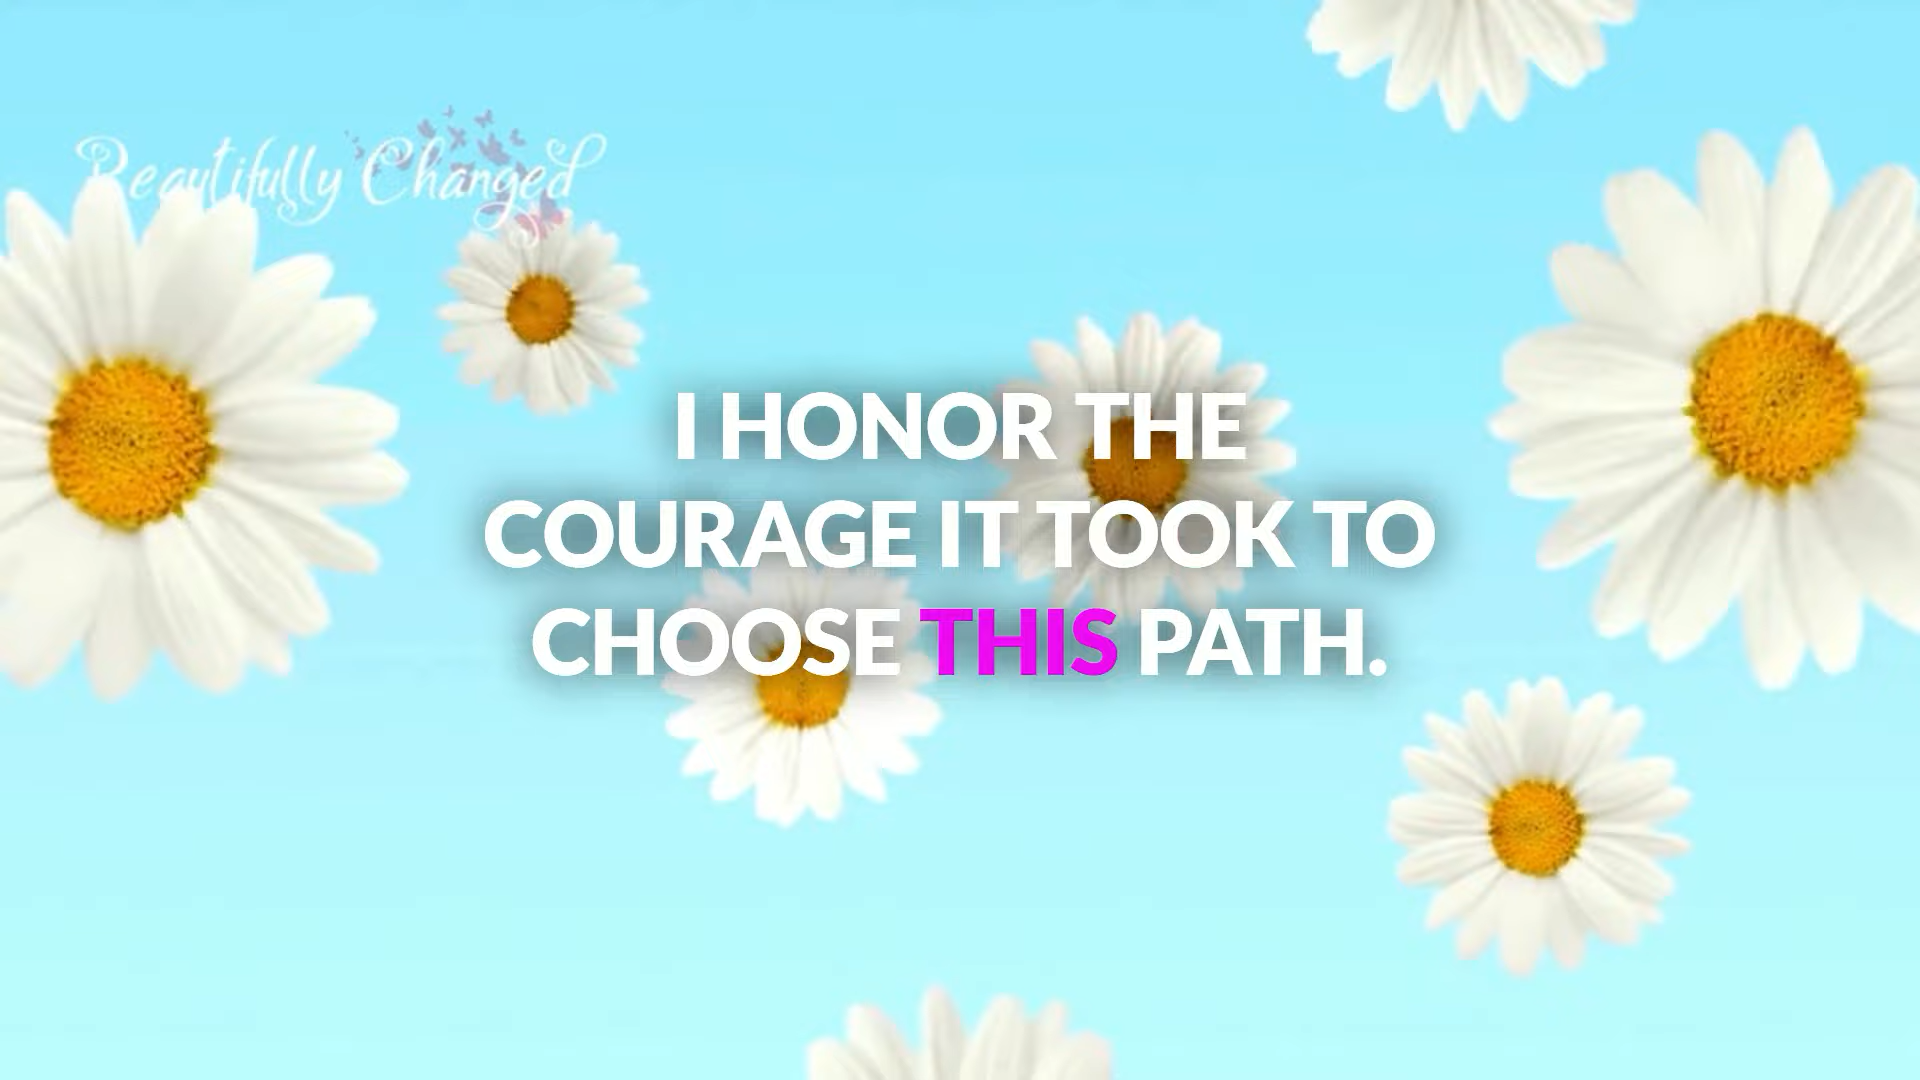 Beautifully Changed
I HONOR THE
COURAGE IT TOOK TO
CHOOSE THIS PATH.